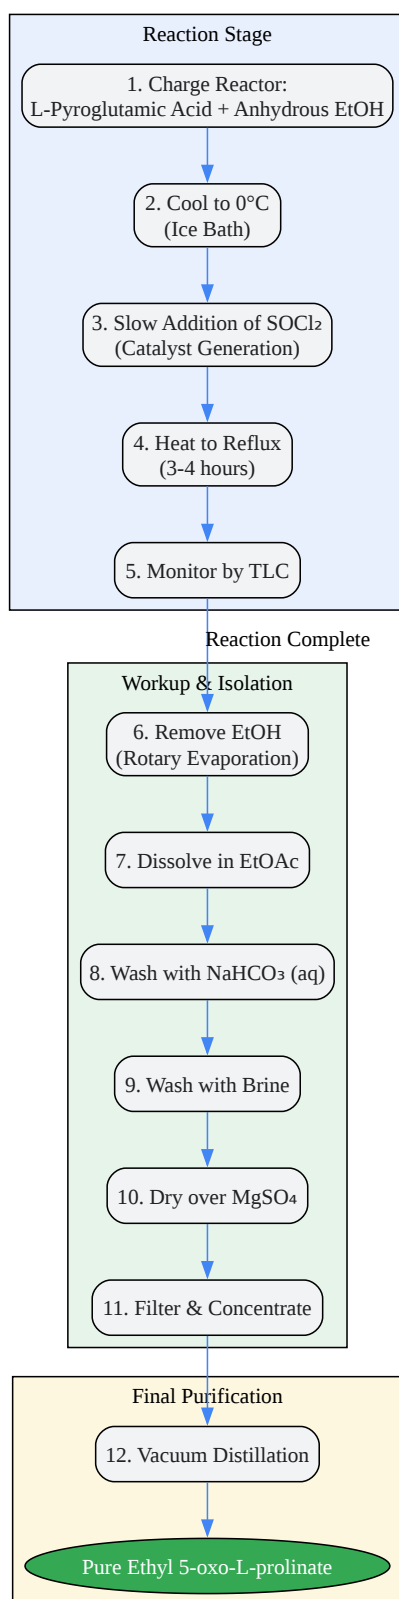 Reaction Stage
1. Charge Reactor:
L-Pyroglutamic Acid + Anhydrous EtOH
2. Cool to 0°C
(Ice Bath)
3. Slow Addition of SOCl₂
(Catalyst Generation)
4. Heat to Reflux
(3-4 hours)
5. Monitor by TLC
Reaction Complete
Workup & Isolation
6. Remove EtOH
(Rotary Evaporation)
7. Dissolve in EtOAc
8. Wash with NaHCO₃ (aq)
9. Wash with Brine
10. Dry over MgSO₄
11. Filter & Concentrate
Final Purification
12. Vacuum Distillation
Pure Ethyl 5-oxo-L-prolinate